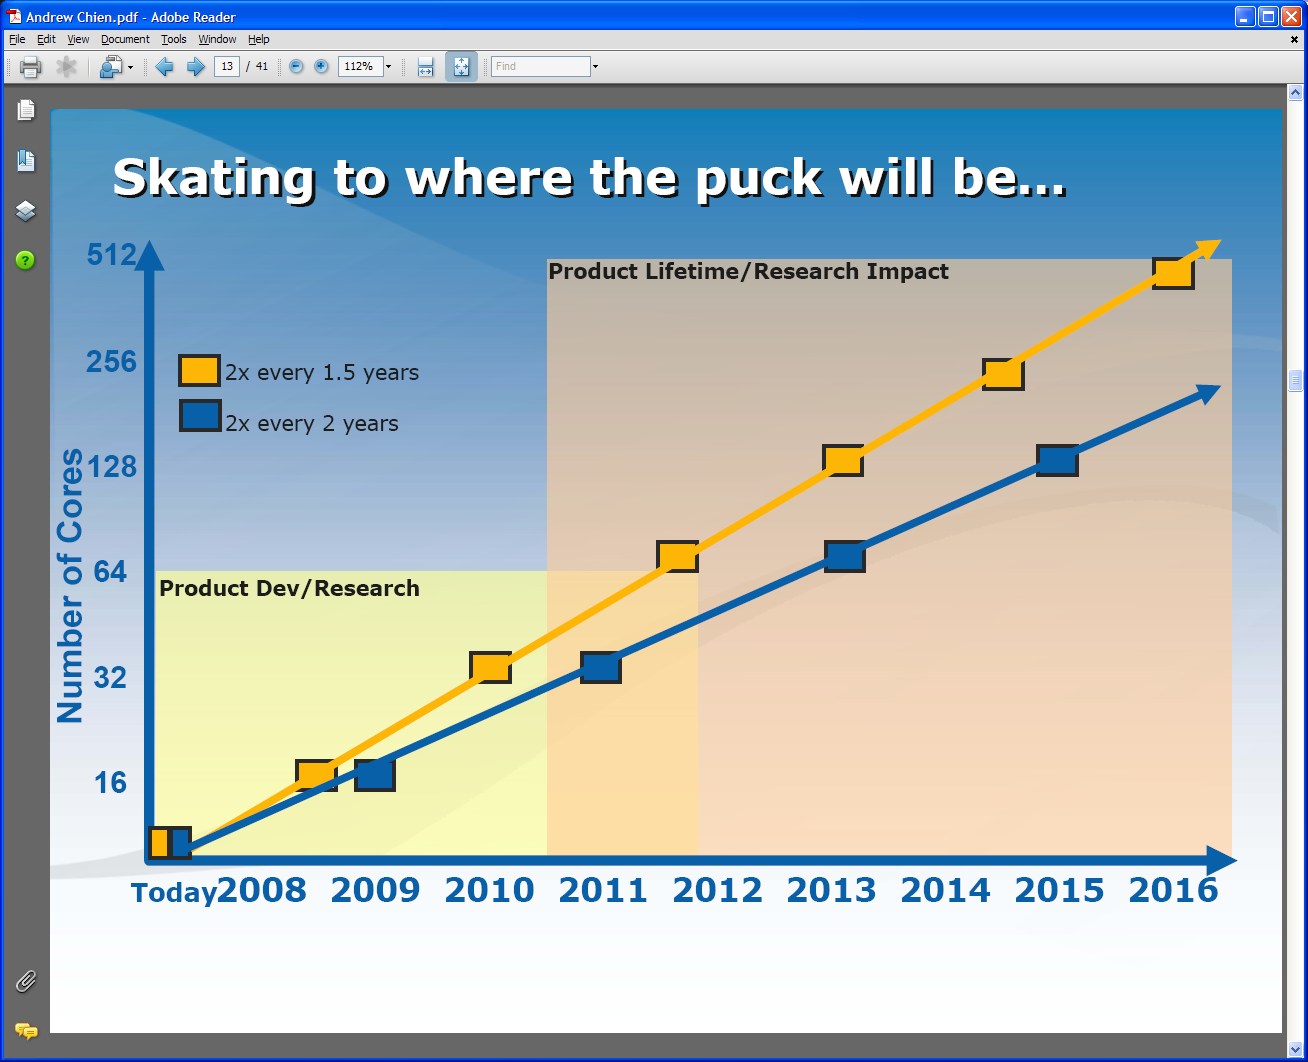 Andrew Chien.pdf - Adobe Reader
File Edit View Document Tools Window Help
13 / 41 112% Find
Skating to where the puck will be...
512
Product Lifetime/Research Impact
256
2x every 1.5 years
2x every 2 years
128
Number of Cores
64
Product Dev/Research
32
16
Today 2008 2009 2010 2011 2012 2013 2014 2015 2016